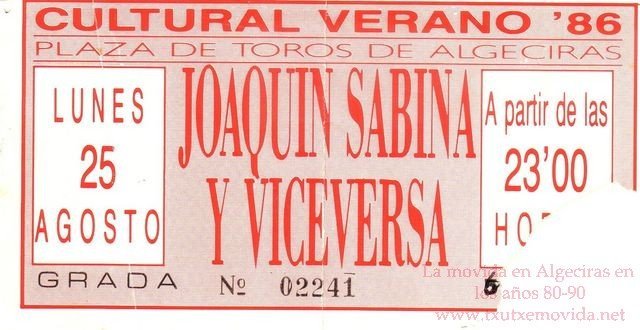 CULTURAL VERANO '86
PLAZA DE TOROS DE ALGECIRAS
LUNES
25
AGOSTO
JOAQUIN SABINA
Y VICEVERSA
A partir de las
23'00
GRADA Nº 02241
6
La movida en Algeciras en
los años 80-90
www.txutxemovida.net